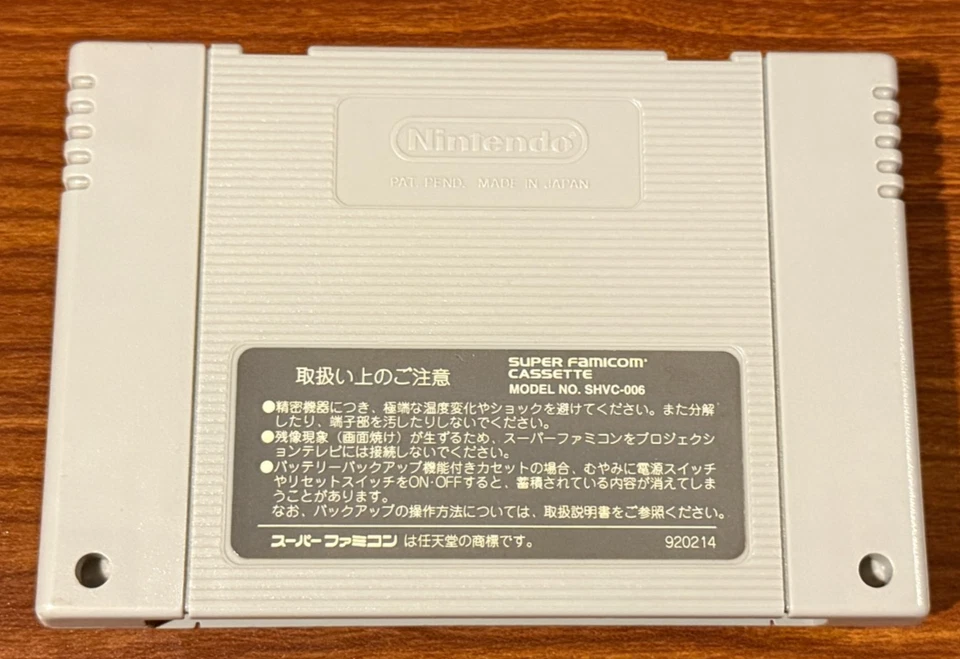 Nintendo®
PAT. PEND. MADE IN JAPAN
取扱い上のご注意
SUPER FAMICOM®
CASSETTE
MODEL NO. SHVC-006
●精密機器につき、極端な温度変化やショックを避けてください。また分解
したり、端子部を汚したりしないでください。
●残像現象（画面焼け）が生ずるため、スーパーファミコンをプロジェクシ
ョンテレビには接続しないでください。
●バッテリーバックアップ機能付きカセットの場合、むやみに電源スイッチ
やリセットスイッチをON・OFFすると、蓄積されている内容が消えてしま
うことがあります。
なお、バックアップの操作方法については、取扱説明書をご参照ください。
スーパーファミコン は任天堂の商標です。
920214